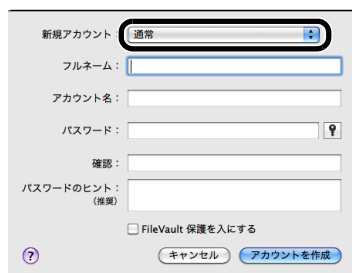 新規アカウント： 通常
フルネーム：
アカウント名：
パスワード：
確認：
パスワードのヒント：
（推奨）
FileVault 保護を入にする
? キャンセル アカウントを作成